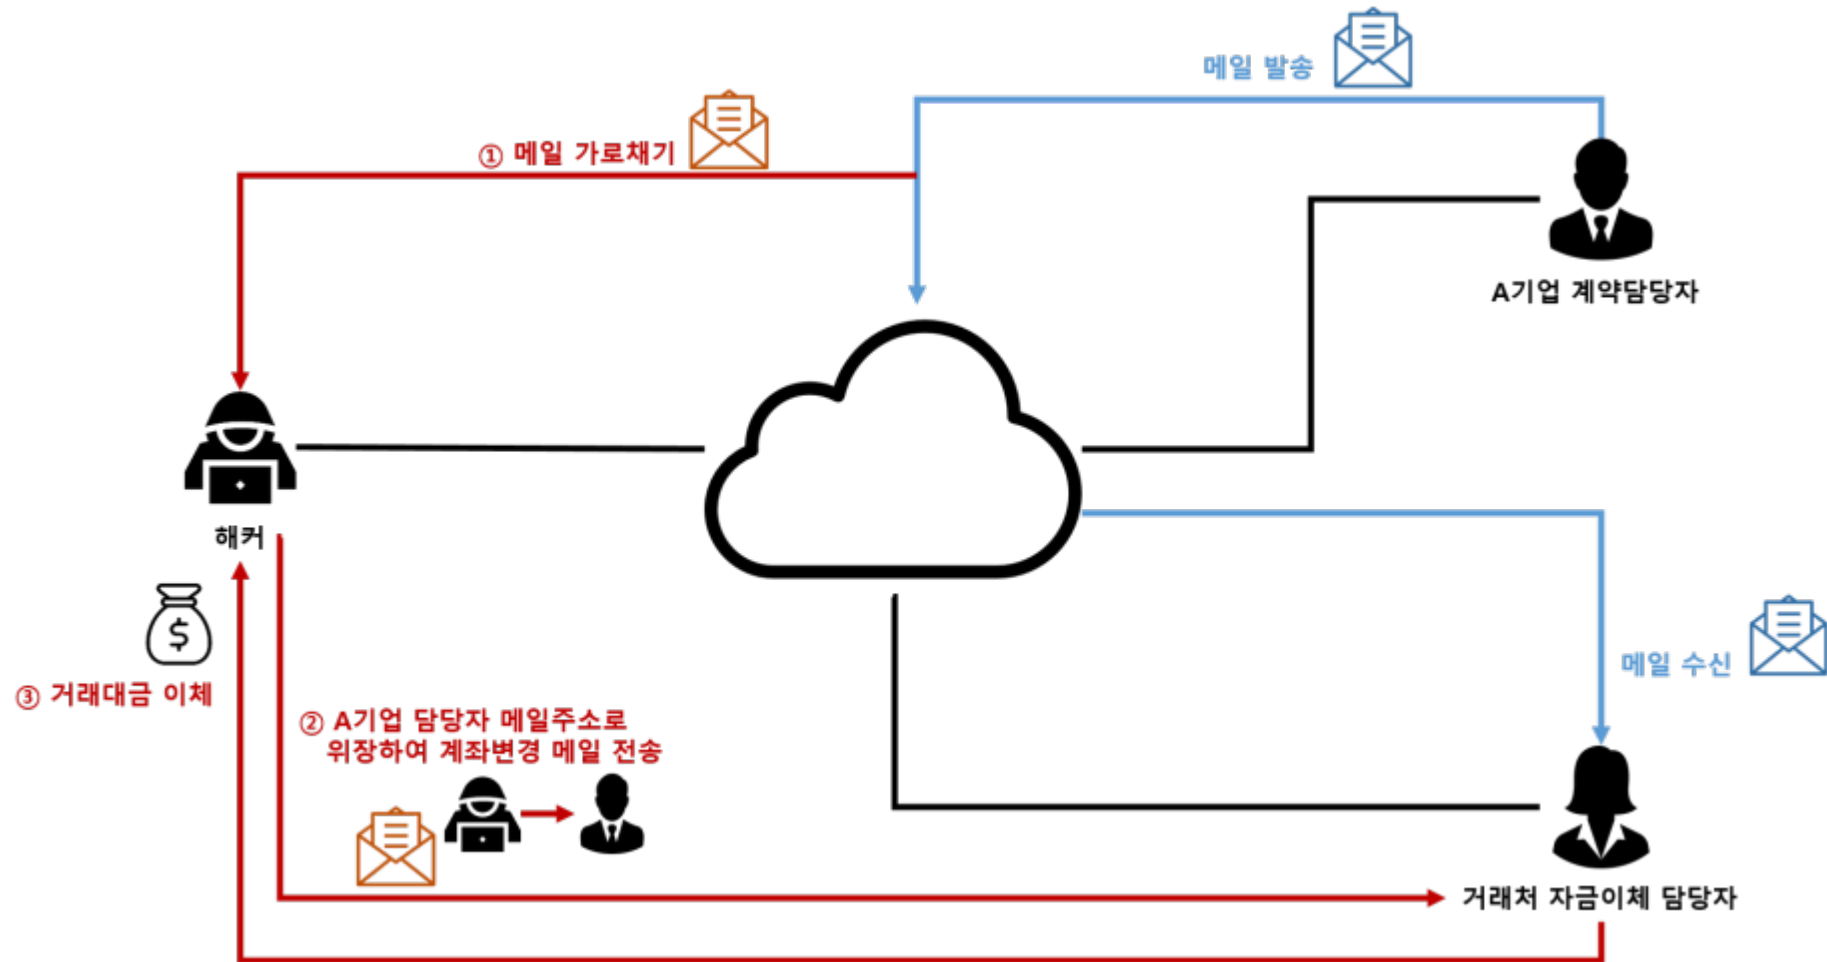 메일 발송
① 메일 가로채기
A기업 계약담당자
해커
메일 수신
③ 거래대금 이체
② A기업 담당자 메일주소로
위장하여 계좌변경 메일 전송
거래처 자금이체 담당자